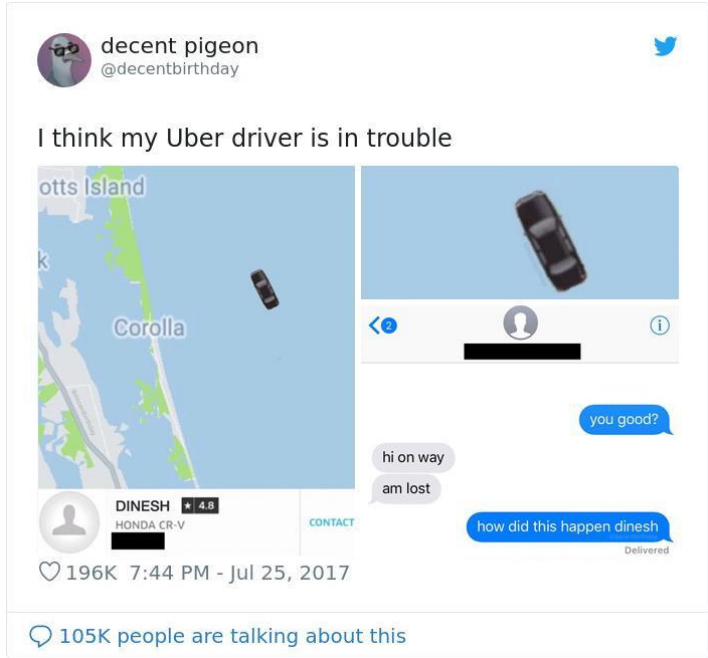 decent pigeon
@decentbirthday
I think my Uber driver is in trouble
otts Island
k
Corolla
DINESH ★ 4.8
HONDA CR-V
CONTACT
2
you good?
hi on way
am lost
how did this happen dinesh
Delivered
196K 7:44 PM - Jul 25, 2017
105K people are talking about this